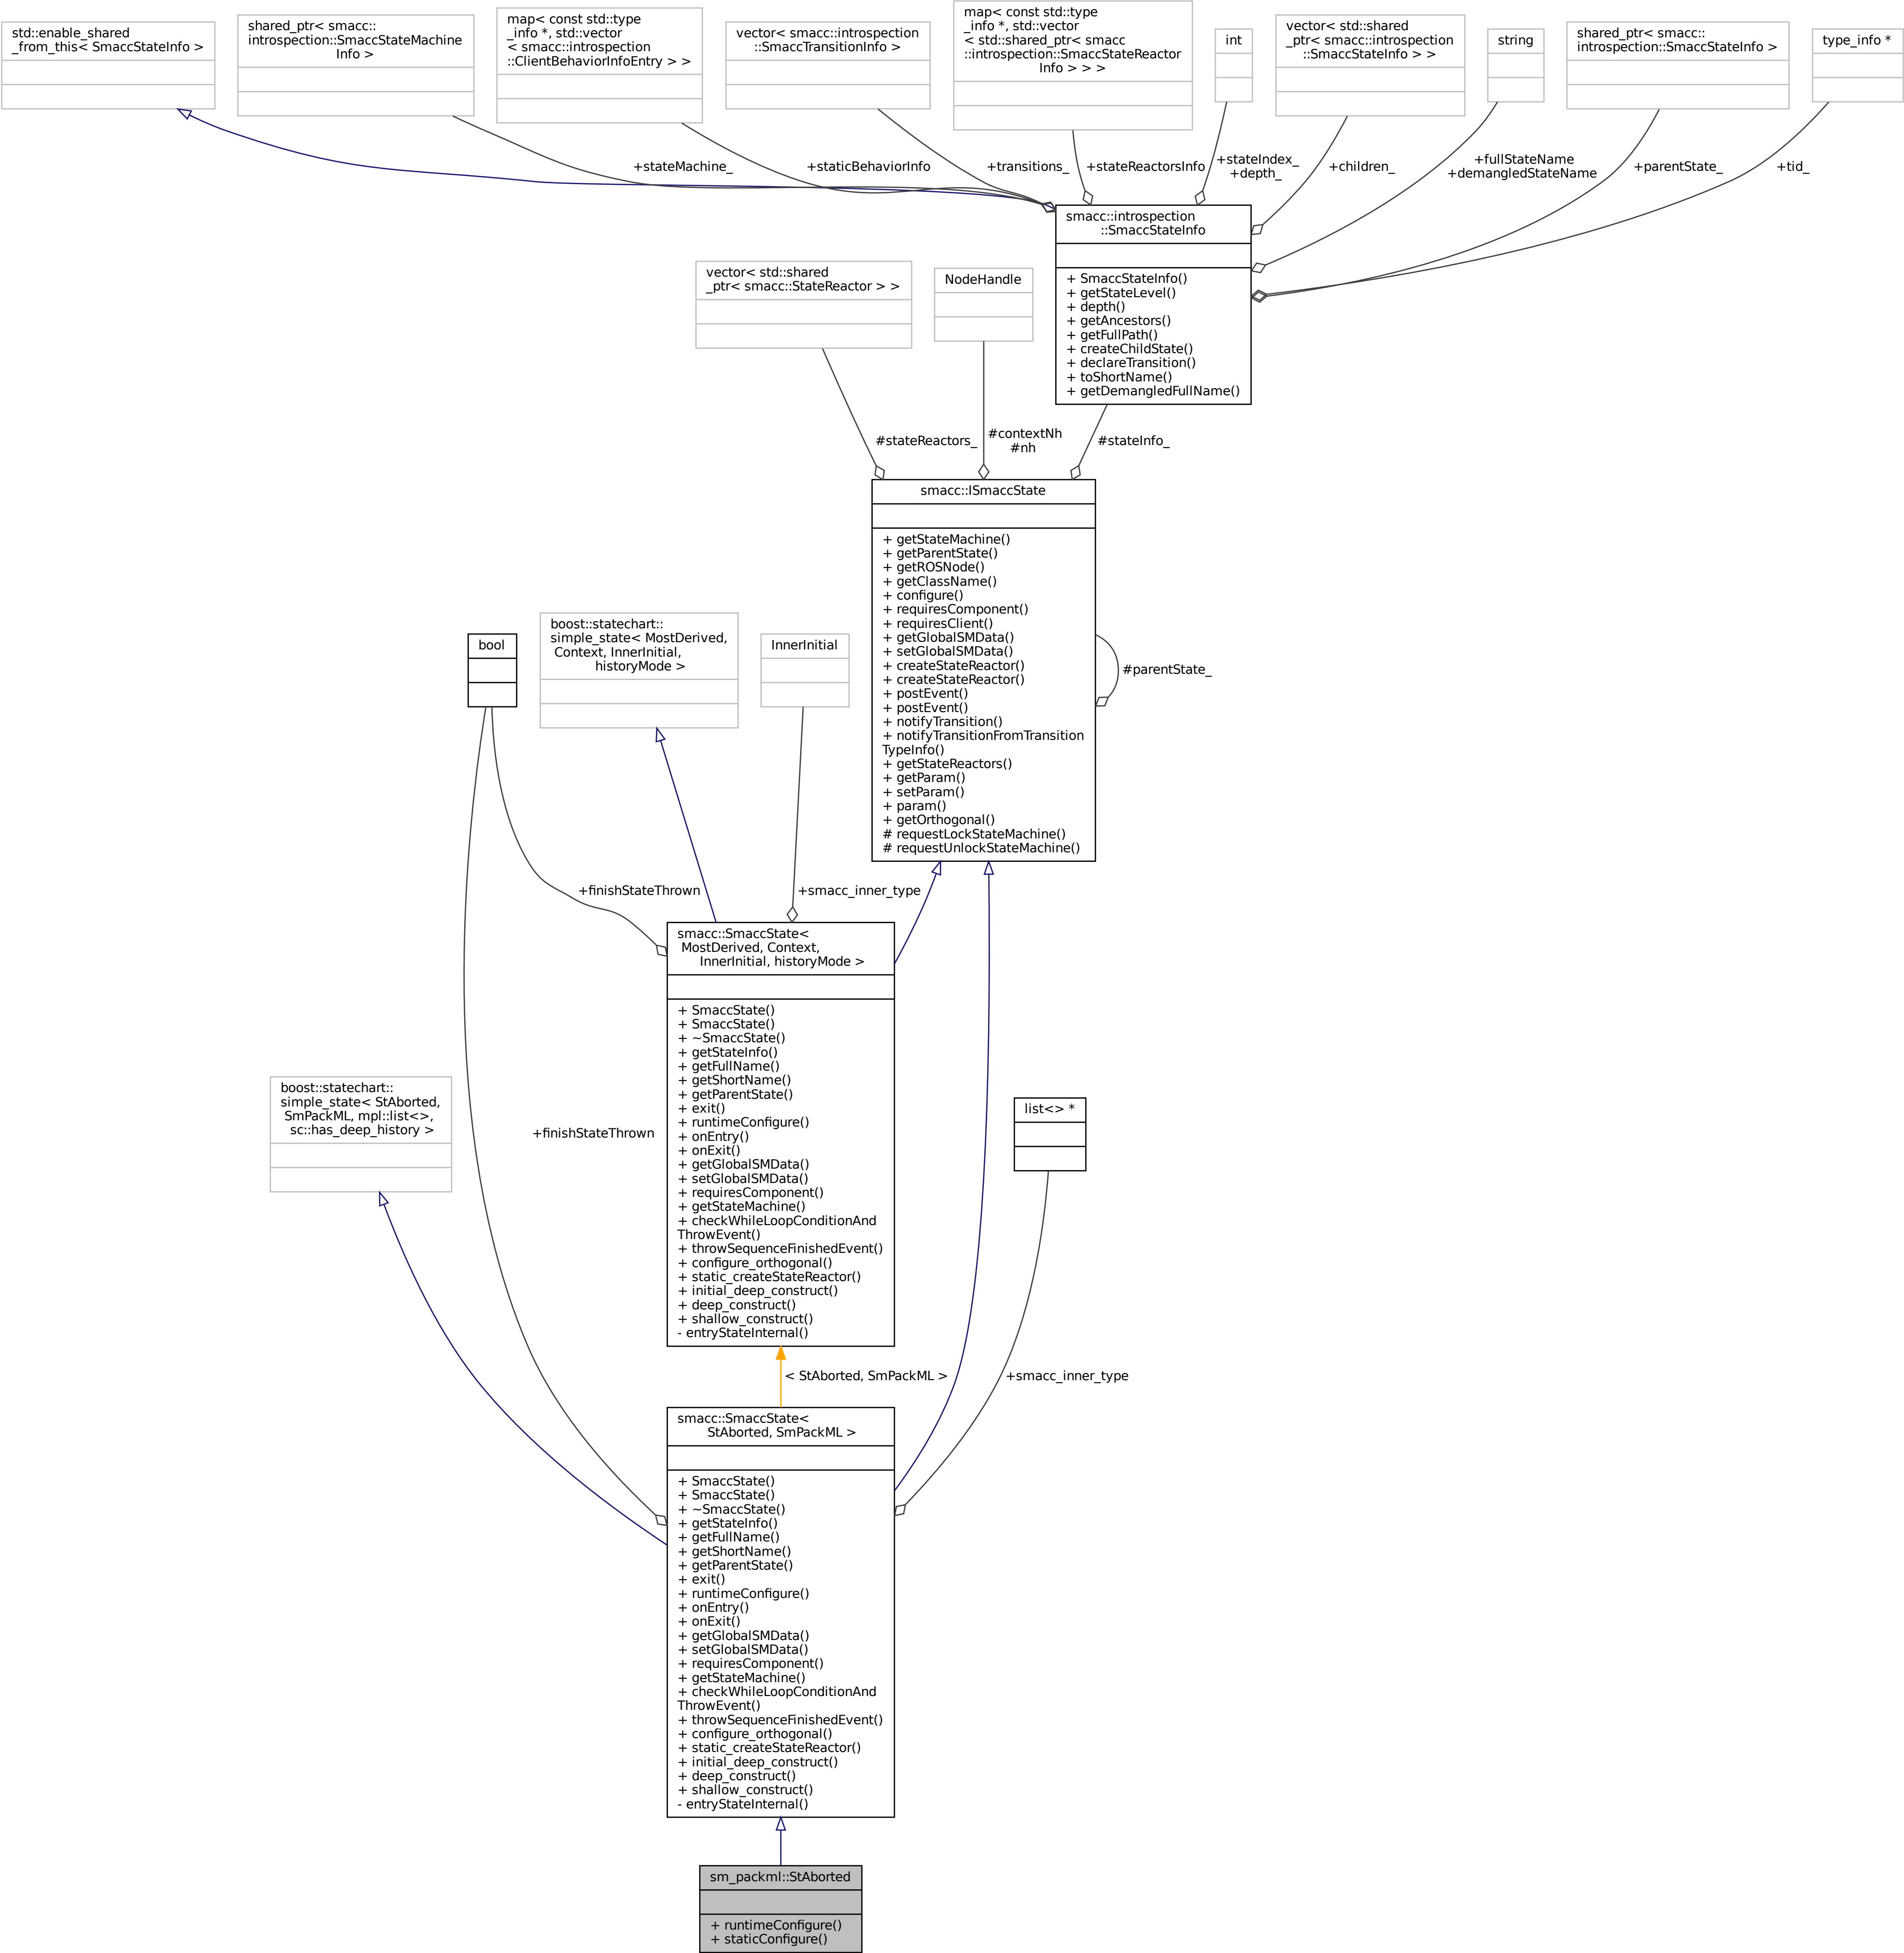 std::enable_shared
_from_this< SmaccStateInfo >
shared_ptr< smacc::
introspection::SmaccStateMachine
Info >
map< const std::type
_info *, std::vector
< smacc::introspection
::ClientBehaviorInfoEntry > >
vector< smacc::introspection
::SmaccTransitionInfo >
map< const std::type
_info *, std::vector
< std::shared_ptr< smacc
::introspection::SmaccStateReactor
Info > > >
int
vector< std::shared
_ptr< smacc::introspection
::SmaccStateInfo > >
string
shared_ptr< smacc::
introspection::SmaccStateInfo >
type_info *
+stateMachine_
+staticBehaviorInfo
+transitions_
+stateReactorsInfo
+stateIndex_
+depth_
+children_
+fullStateName
+demangledStateName
+parentState_
+tid_
smacc::introspection
::SmaccStateInfo
+ SmaccStateInfo()
+ getStateLevel()
+ depth()
+ getAncestors()
+ getFullPath()
+ createChildState()
+ declareTransition()
+ toShortName()
+ getDemangledFullName()
vector< std::shared
_ptr< smacc::StateReactor > >
NodeHandle
#stateReactors_
#contextNh
#nh
#stateInfo_
smacc::ISmaccState
+ getStateMachine()
+ getParentState()
+ getROSNode()
+ getClassName()
+ configure()
+ requiresComponent()
+ requiresClient()
+ getGlobalSMData()
+ setGlobalSMData()
+ createStateReactor()
+ createStateReactor()
+ postEvent()
+ postEvent()
+ notifyTransition()
+ notifyTransitionFromTransition
TypeInfo()
+ getStateReactors()
+ getParam()
+ setParam()
+ param()
+ getOrthogonal()
# requestLockStateMachine()
# requestUnlockStateMachine()
#parentState_
bool
boost::statechart::
simple_state< MostDerived,
Context, InnerInitial,
historyMode >
InnerInitial
+finishStateThrown
+smacc_inner_type
smacc::SmaccState<
MostDerived, Context,
InnerInitial, historyMode >
+ SmaccState()
+ SmaccState()
+ ~SmaccState()
+ getStateInfo()
+ getFullName()
+ getShortName()
+ getParentState()
+ exit()
+ runtimeConfigure()
+ onEntry()
+ onExit()
+ getGlobalSMData()
+ setGlobalSMData()
+ requiresComponent()
+ getStateMachine()
+ checkWhileLoopConditionAnd
ThrowEvent()
+ throwSequenceFinishedEvent()
+ configure_orthogonal()
+ static_createStateReactor()
+ initial_deep_construct()
+ deep_construct()
+ shallow_construct()
- entryStateInternal()
boost::statechart::
simple_state< StAborted,
SmPackML, mpl::list<>,
sc::has_deep_history >
+finishStateThrown
list<> *
< StAborted, SmPackML >
+smacc_inner_type
smacc::SmaccState<
StAborted, SmPackML >
+ SmaccState()
+ SmaccState()
+ ~SmaccState()
+ getStateInfo()
+ getFullName()
+ getShortName()
+ getParentState()
+ exit()
+ runtimeConfigure()
+ onEntry()
+ onExit()
+ getGlobalSMData()
+ setGlobalSMData()
+ requiresComponent()
+ getStateMachine()
+ checkWhileLoopConditionAnd
ThrowEvent()
+ throwSequenceFinishedEvent()
+ configure_orthogonal()
+ static_createStateReactor()
+ initial_deep_construct()
+ deep_construct()
+ shallow_construct()
- entryStateInternal()
sm_packml::StAborted
+ runtimeConfigure()
+ staticConfigure()